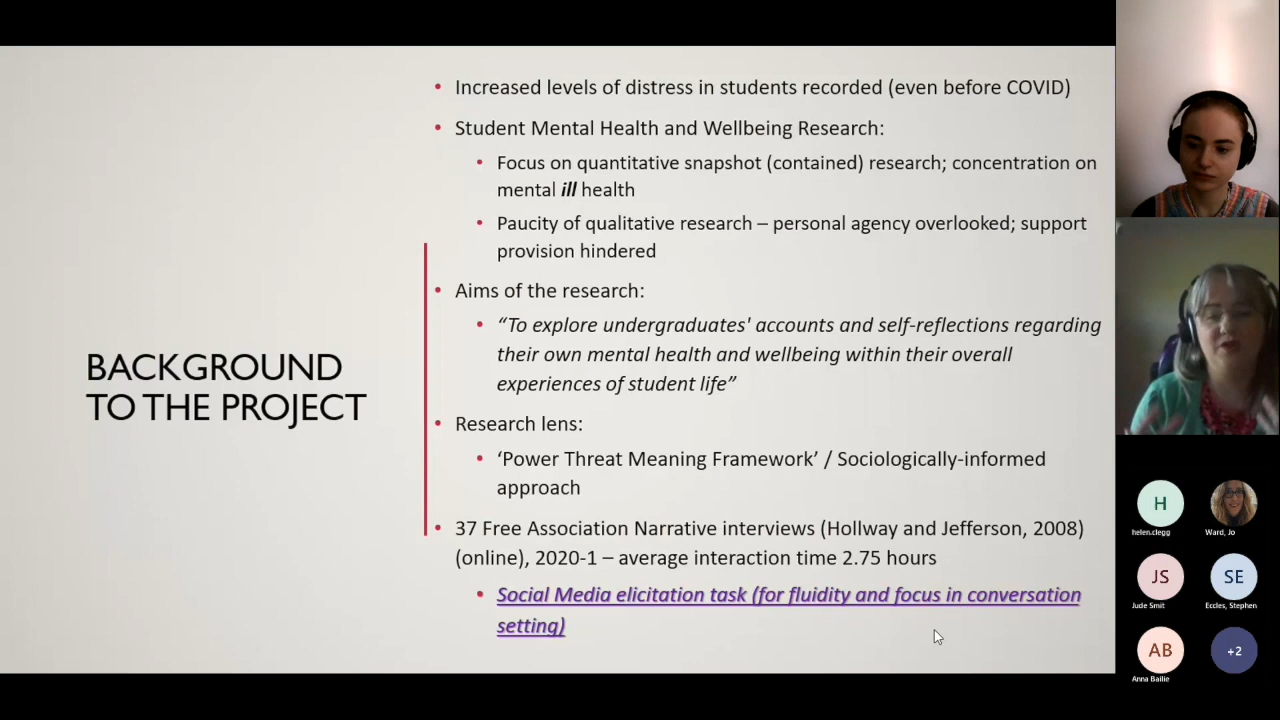 BACKGROUND
TO THE PROJECT
• Increased levels of distress in students recorded (even before COVID)
• Student Mental Health and Wellbeing Research:
• Focus on quantitative snapshot (contained) research; concentration on
mental ill health
• Paucity of qualitative research – personal agency overlooked; support
provision hindered
• Aims of the research:
• “To explore undergraduates' accounts and self-reflections regarding
their own mental health and wellbeing within their overall
experiences of student life”
• Research lens:
• ‘Power Threat Meaning Framework’ / Sociologically-informed
approach
• 37 Free Association Narrative interviews (Hollway and Jefferson, 2008)
(online), 2020-1 – average interaction time 2.75 hours
• Social Media elicitation task (for fluidity and focus in conversation
setting)
H
helen.clegg
Ward, Jo
JS
Jude Smit
SE
Eccles, Stephen
AB
Anna Bailie
+2